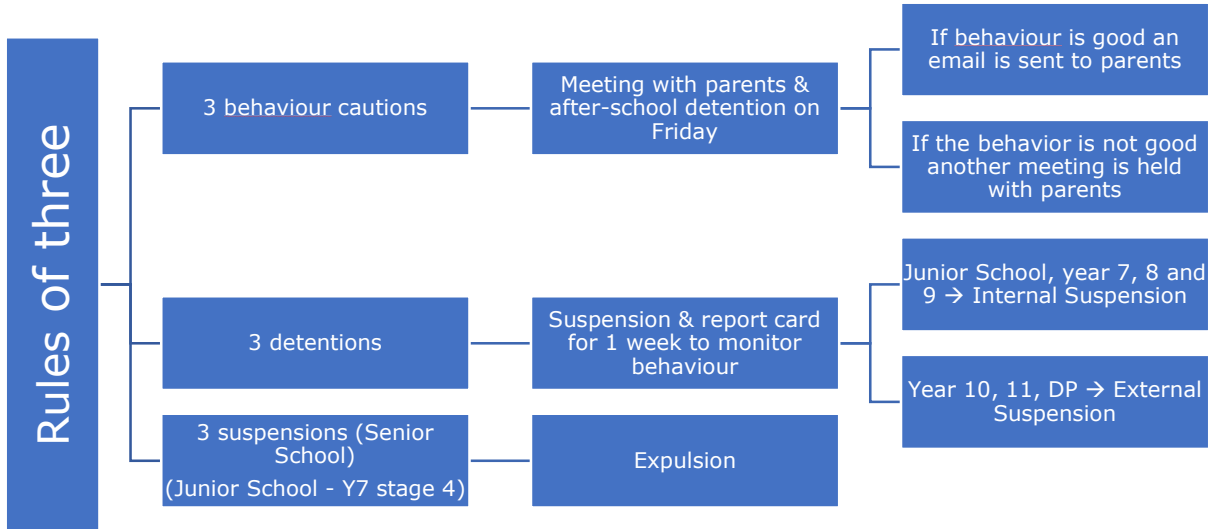 Rules of three
3 behaviour cautions
Meeting with parents &
after-school detention on
Friday
If behaviour is good an
email is sent to parents
If the behavior is not good
another meeting is held
with parents
3 detentions
Suspension & report card
for 1 week to monitor
behaviour
Junior School, year 7, 8 and
9 → Internal Suspension
Year 10, 11, DP → External
Suspension
3 suspensions (Senior
School)
(Junior School - Y7 stage 4)
Expulsion